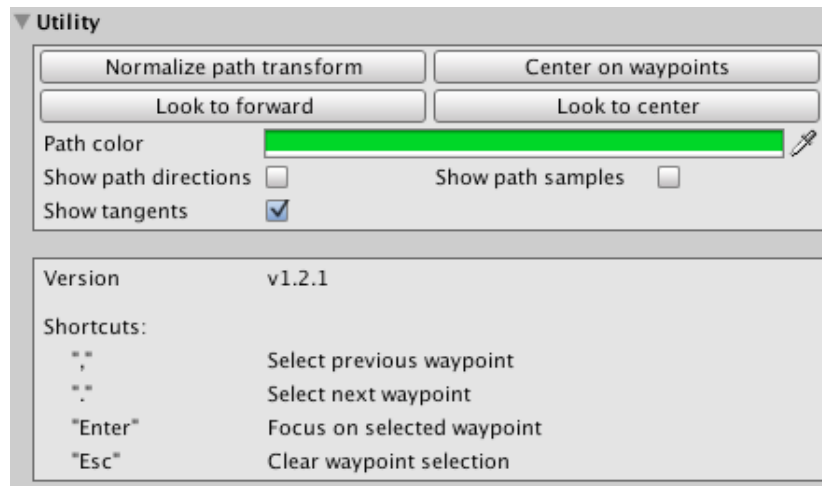 Utility
Normalize path transform Center on waypoints
Look to forward Look to center
Path color
Show path directions Show path samples
Show tangents
Version v1.2.1
Shortcuts:
"," Select previous waypoint
"." Select next waypoint
"Enter" Focus on selected waypoint
"Esc" Clear waypoint selection